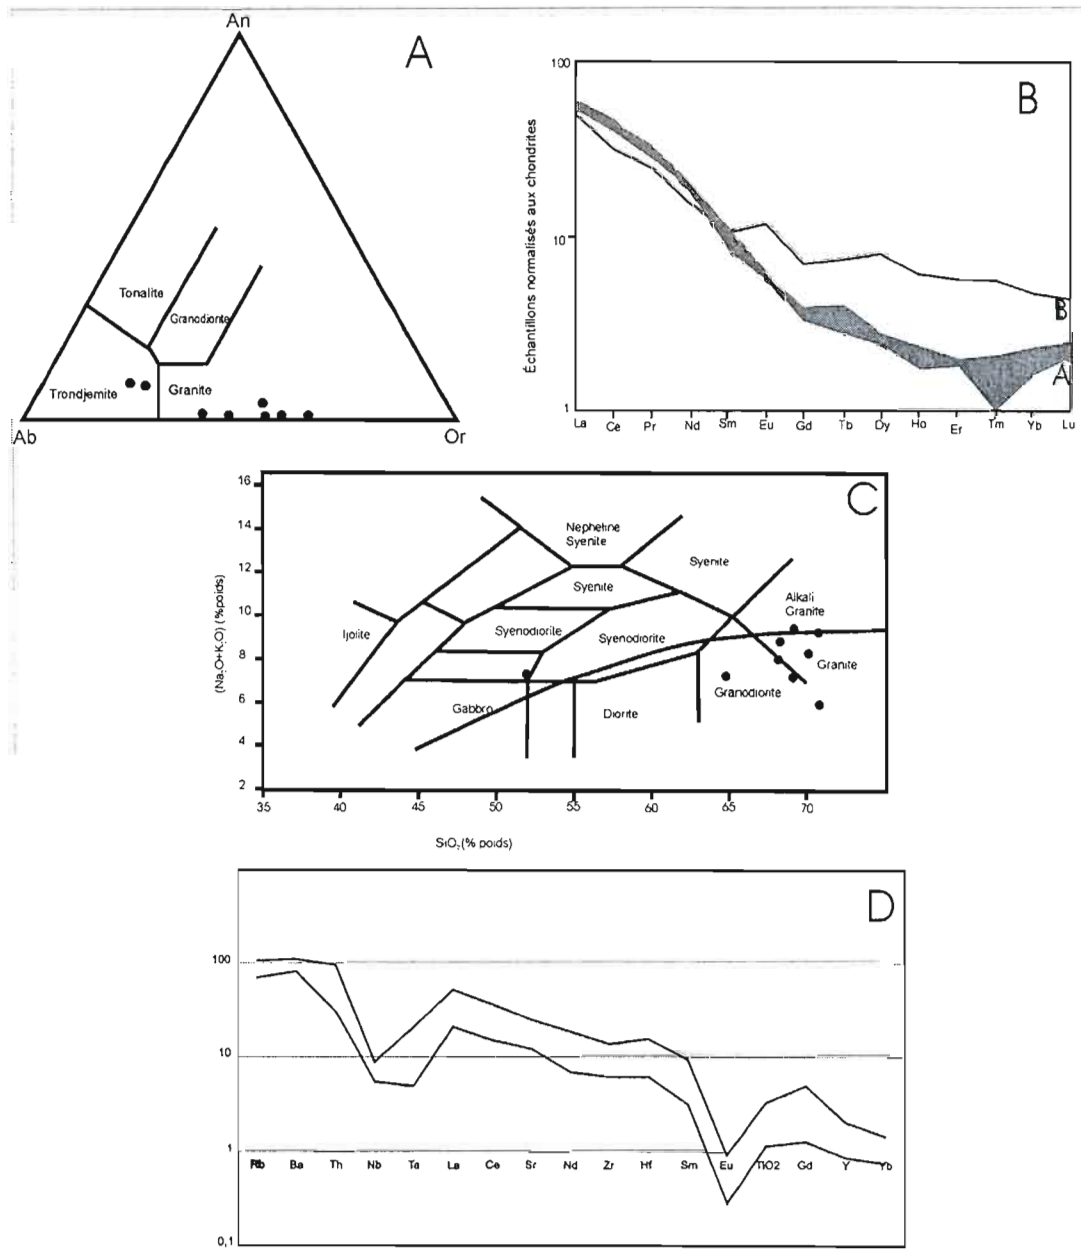 An
A
Tonalite
Granodiorite
Trondjemite
Granite
Ab
Or
B
Échantillons normalisés aux chondrites
100
10
1
B
A
La Ce Pr Nd Sm Eu Gd Tb Dy Ho Er Tm Yb Lu
C
(Na₂O+K₂O) (%poids)
16
14
12
10
8
6
4
2
Nepheline
Syenite
Syenite
Syenite
Alkali
Granite
Ijolite
Syenodiorite
Syenodiorite
Granite
Granodiorite
Gabbro
Diorite
35 40 45 50 55 60 65 70
SiO₂(% poids)
D
100
10
1
0,1
Rb Ba Th Nb Ta La Ce Sr Nd Zr Hf Sm Eu TiO2 Gd Y Yb